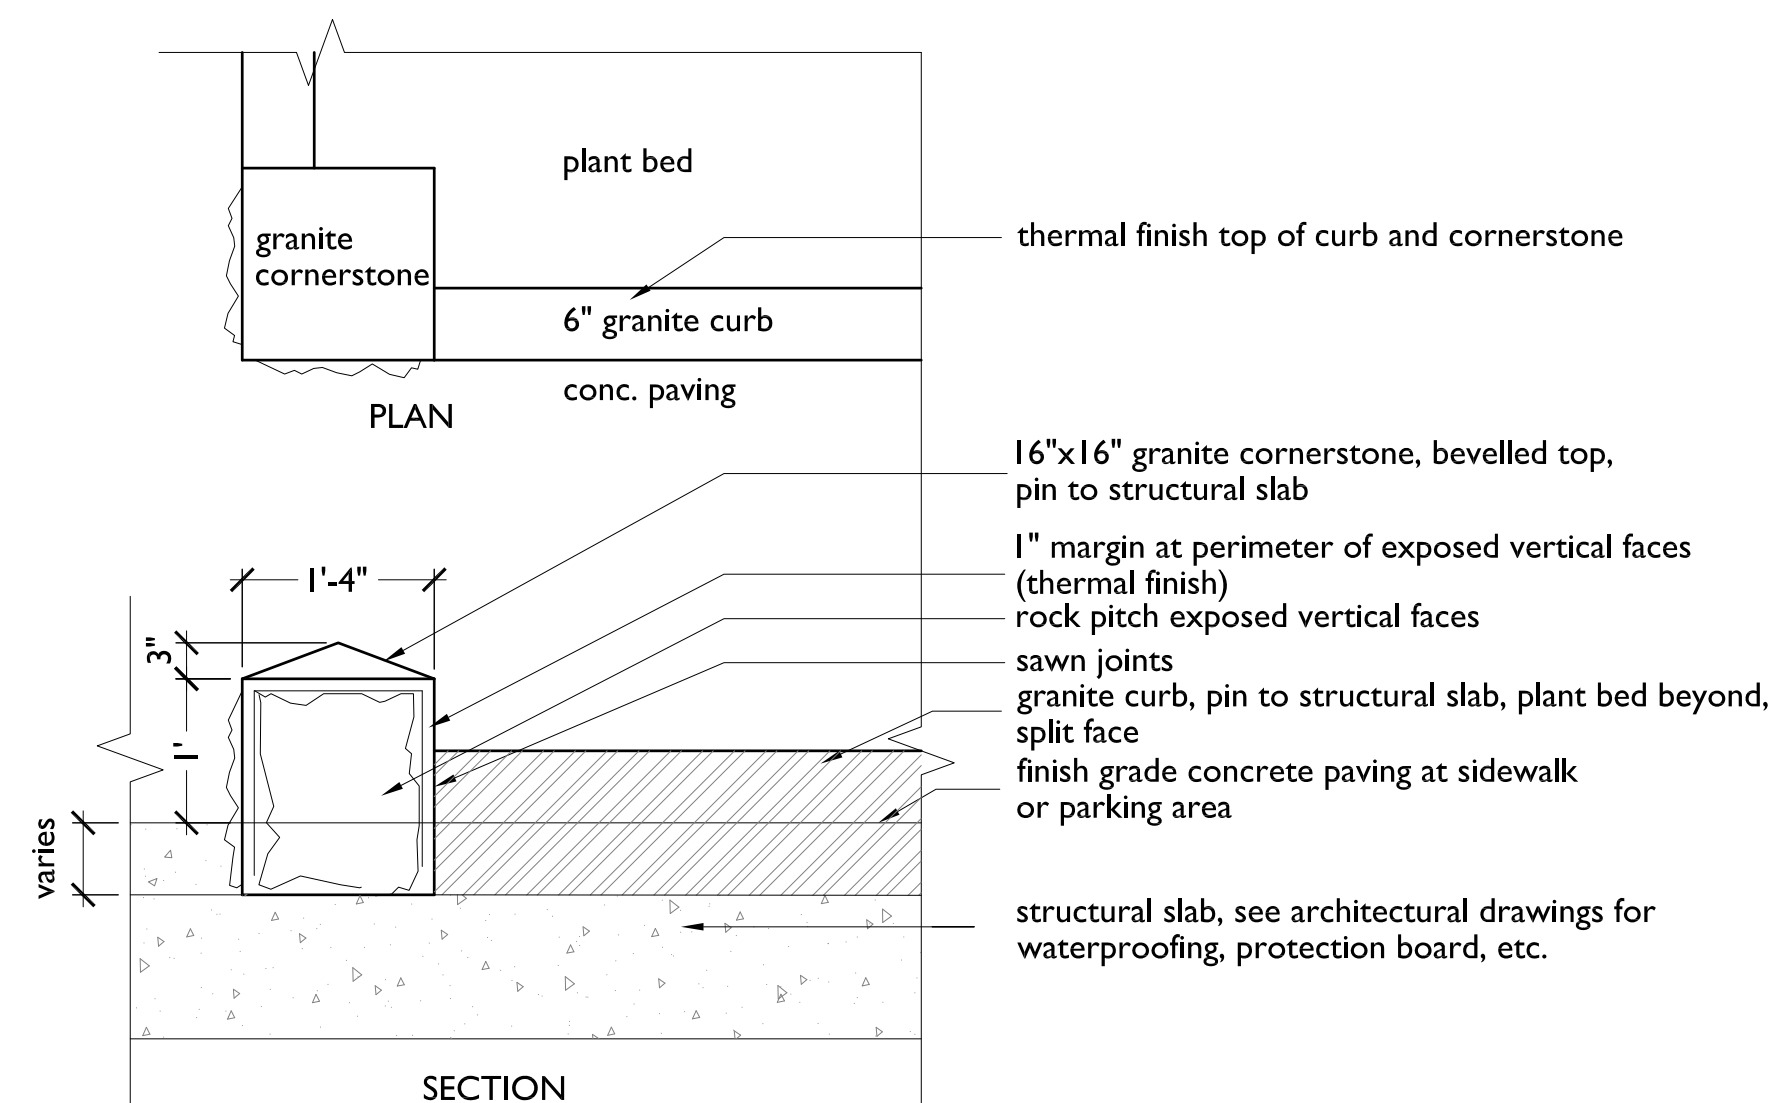 plant bed
granite
cornerstone
thermal finish top of curb and cornerstone
6" granite curb
conc. paving
PLAN
16"x16" granite cornerstone, bevelled top,
pin to structural slab
1" margin at perimeter of exposed vertical faces
(thermal finish)
1'-4"
rock pitch exposed vertical faces
3"
sawn joints
granite curb, pin to structural slab, plant bed beyond,
split face
1'
finish grade concrete paving at sidewalk
or parking area
varies
structural slab, see architectural drawings for
waterproofing, protection board, etc.
SECTION